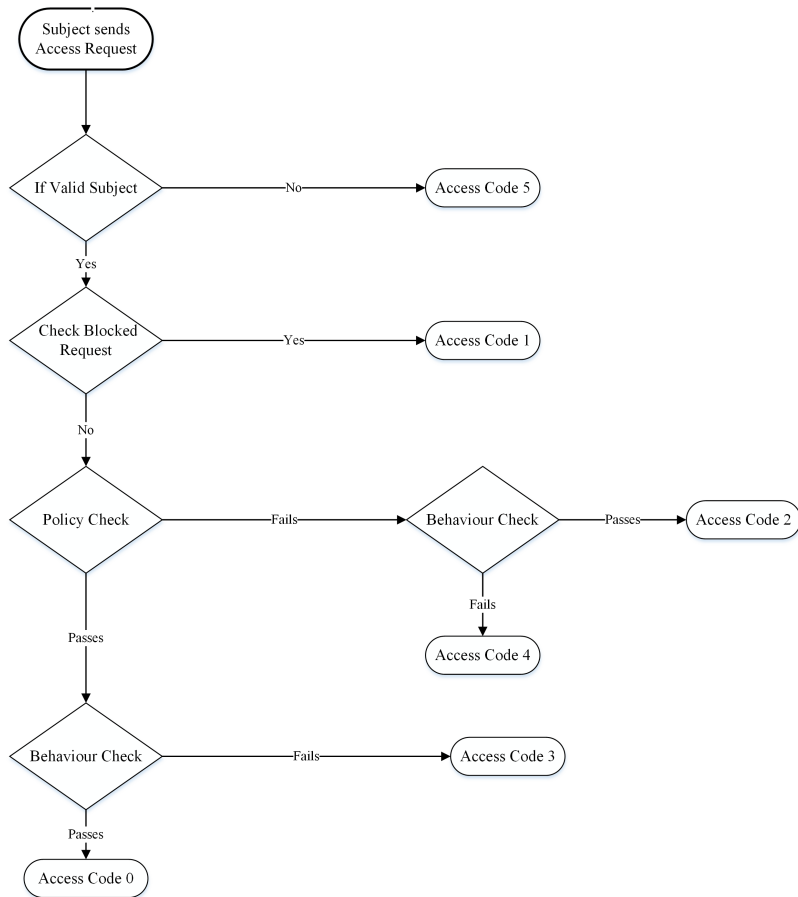 Subject sends
Access Request
If Valid Subject
No
Access Code 5
Yes
Check Blocked
Request
Yes
Access Code 1
No
Policy Check
Fails
Behaviour Check
Passes
Access Code 2
Fails
Access Code 4
Passes
Behaviour Check
Fails
Access Code 3
Passes
Access Code 0